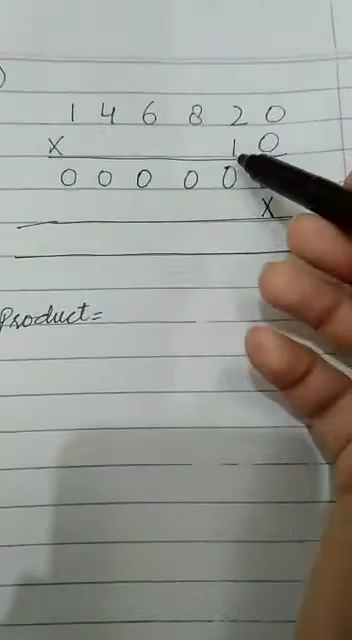 )
1 4 6 8 2 0
X 1 0
0 0 0 0 0
X
Product=